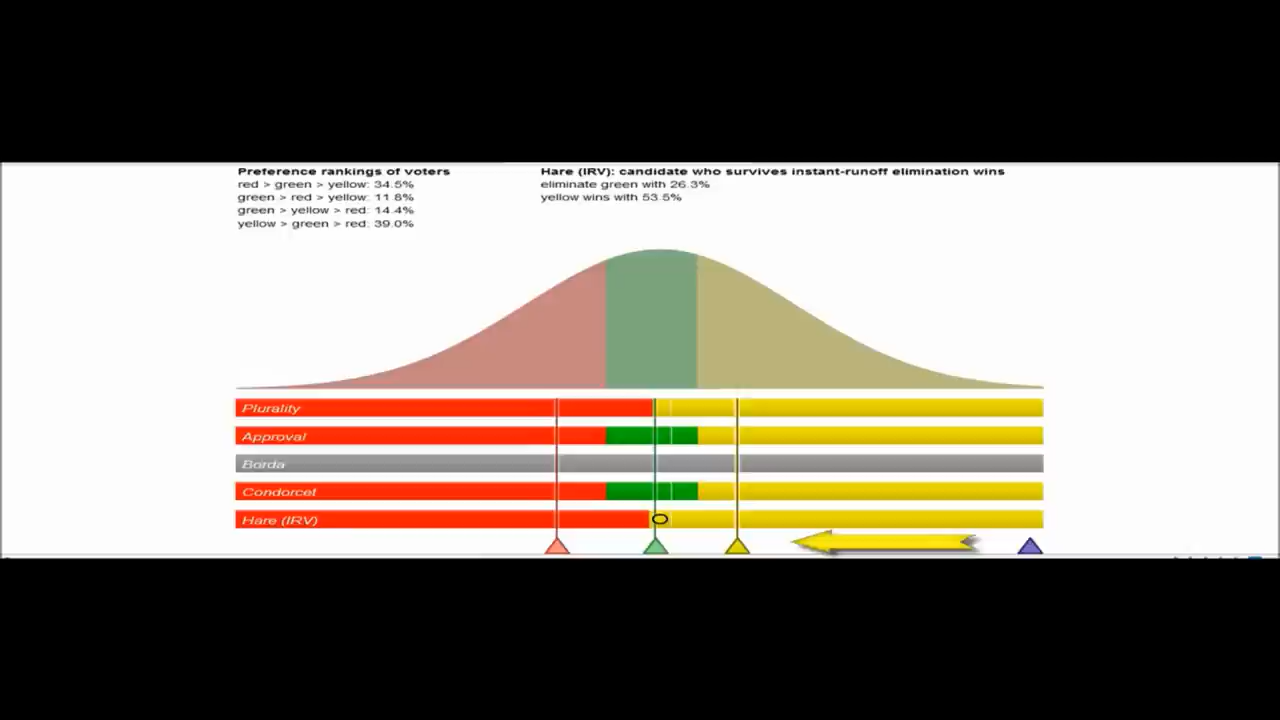 Preference rankings of voters
red > green > yellow: 34.5%
green > red > yellow: 11.8%
green > yellow > red: 14.4%
yellow > green > red: 39.0%
Hare (IRV): candidate who survives instant-runoff elimination wins
eliminate green with 26.3%
yellow wins with 53.5%
Plurality
Approval
Borda
Condorcet
Hare (IRV)